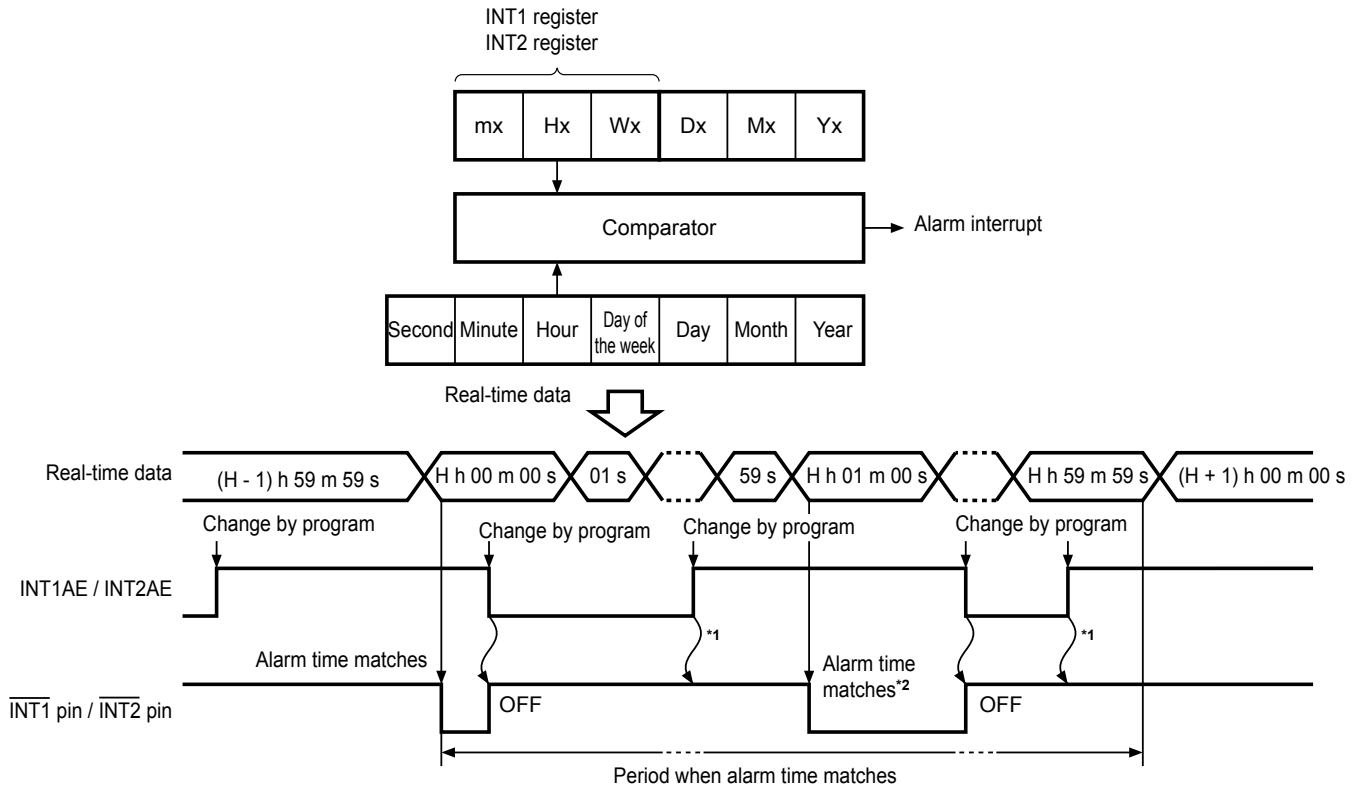 INT1 register
INT2 register
mx Hx Wx Dx Mx Yx
Comparator
Alarm interrupt
Second Minute Hour Day of the week Day Month Year
Real-time data
Real-time data
(H - 1) h 59 m 59 s
H h 00 m 00 s
01 s
59 s
H h 01 m 00 s
H h 59 m 59 s
(H + 1) h 00 m 00 s
Change by program
Change by program
Change by program
Change by program
INT1AE / INT2AE
*1
*1
Alarm time matches
Alarm time
matches*2
INT1 pin / INT2 pin
OFF
OFF
Period when alarm time matches